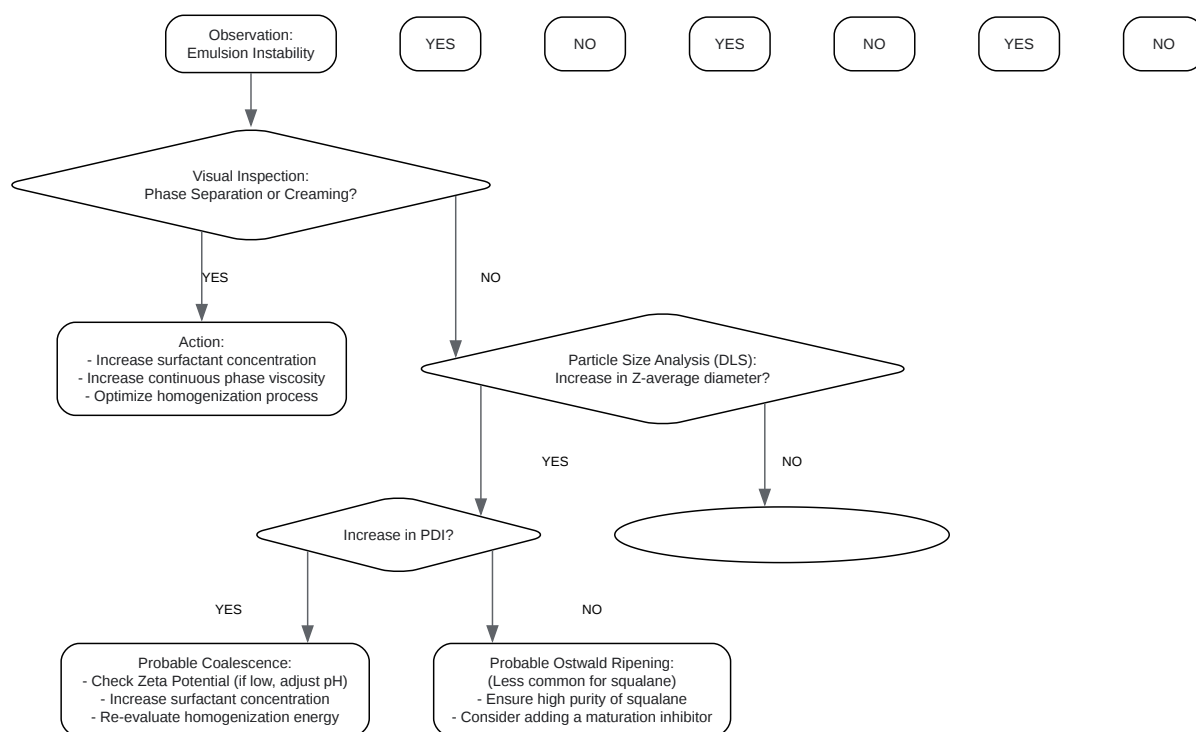 Observation:
Emulsion Instability
YES
NO
YES
NO
YES
NO
Visual Inspection:
Phase Separation or Creaming?
YES
NO
Action:
- Increase surfactant concentration
- Increase continuous phase viscosity
- Optimize homogenization process
Particle Size Analysis (DLS):
Increase in Z-average diameter?
YES
NO
Increase in PDI?
YES
NO
Probable Coalescence:
- Check Zeta Potential (if low, adjust pH)
- Increase surfactant concentration
- Re-evaluate homogenization energy
Probable Ostwald Ripening:
(Less common for squalane)
- Ensure high purity of squalane
- Consider adding a maturation inhibitor